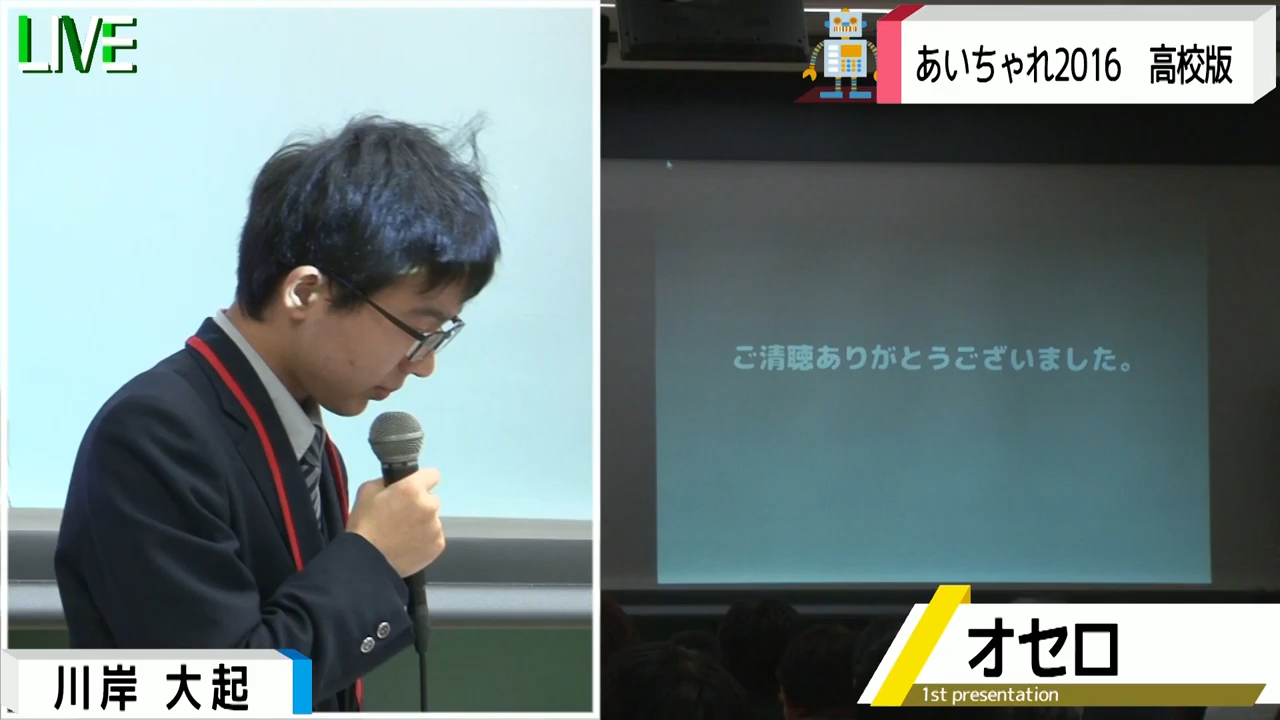 LIVE
あいちゃれ2016　高校版
ご清聴ありがとうございました。
川岸 大起
オセロ
1st presentation